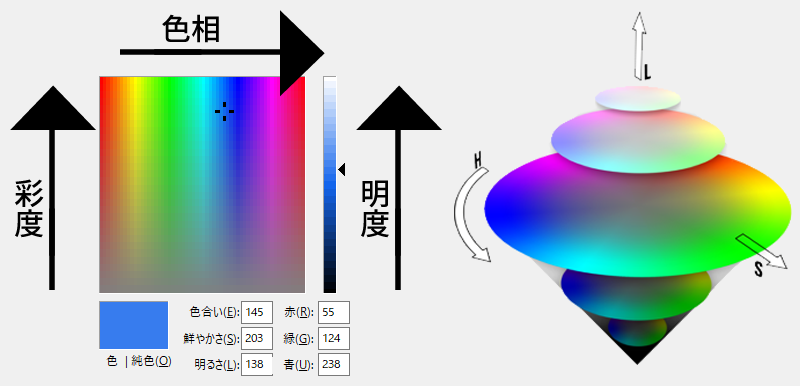 色相
彩度
明度
色合い(E): 145 赤(R): 55
鮮やかさ(S): 203 緑(G): 124
色 | 純色(O) 明るさ(L): 138 青(U): 238
L
H
S